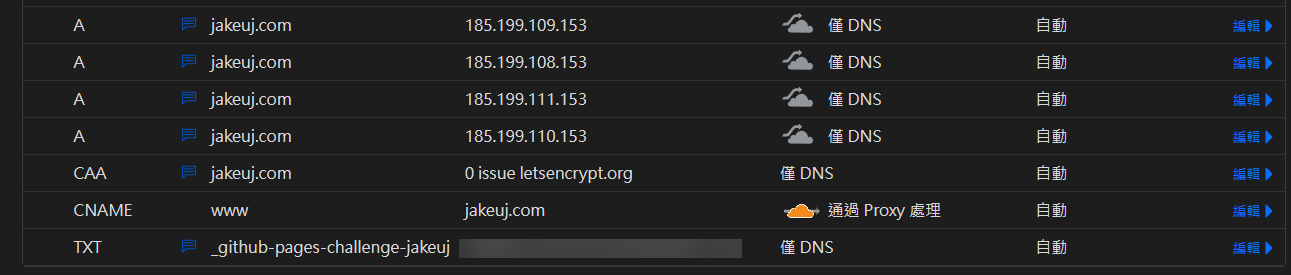 A jakeuj.com 185.199.109.153 僅 DNS 自動 編輯
A jakeuj.com 185.199.108.153 僅 DNS 自動 編輯
A jakeuj.com 185.199.111.153 僅 DNS 自動 編輯
A jakeuj.com 185.199.110.153 僅 DNS 自動 編輯
CAA jakeuj.com 0 issue letsencrypt.org 僅 DNS 自動 編輯
CNAME www jakeuj.com 通過 Proxy 處理 自動 編輯
TXT _github-pages-challenge-jakeuj 僅 DNS 自動 編輯